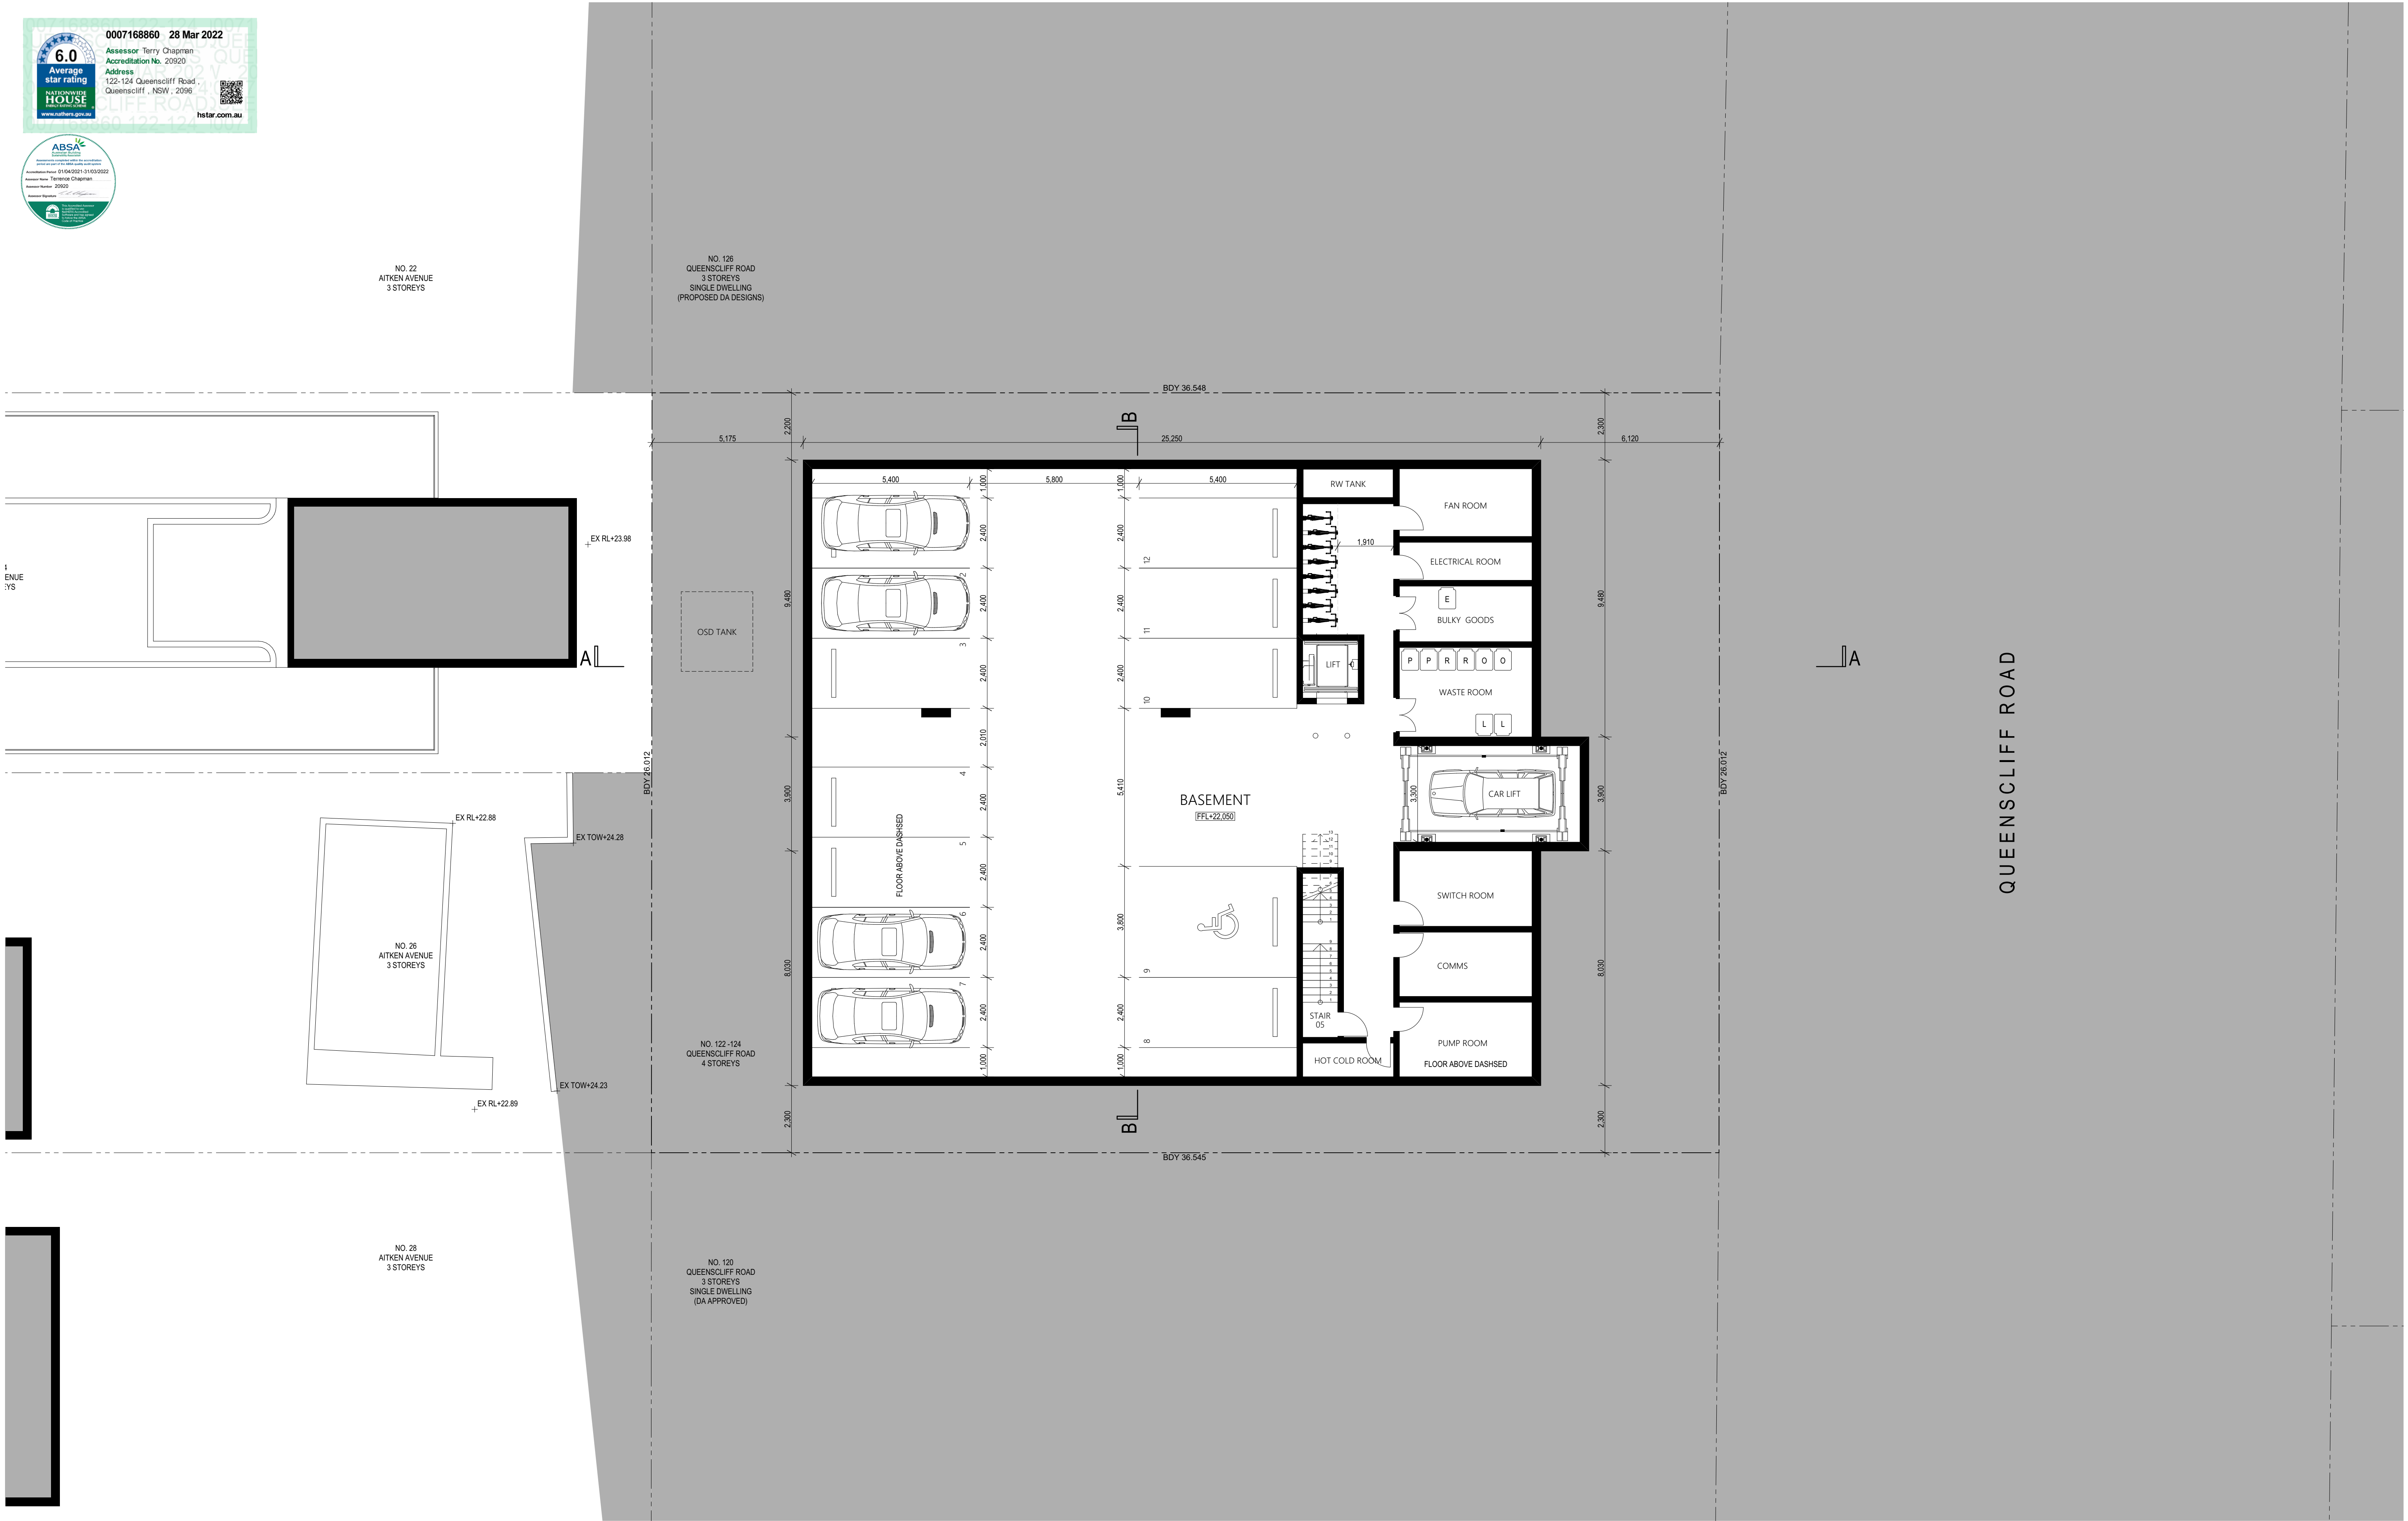 0007168860 28 Mar 2022
6.0
Average
star rating
NATIONWIDE
HOUSE
ENERGY RATING SCHEME
www.nathers.gov.au
Assessor Terry Chapman
Accreditation No. 20920
Address
122-124 Queenscliff Road ,
Queenscliff , NSW , 2096
hstar.com.au
ABSA
Accreditation Period 01/04/2021-31/03/2022
Assessor Name Terrence Chapman
Assessor Number 20920
Assessor Signature
NO. 22
AITKEN AVENUE
3 STOREYS
NO. 126
QUEENSCLIFF ROAD
3 STOREYS
SINGLE DWELLING
(PROPOSED DA DESIGNS)
BDY 36.548
2,200
2,300
B
5,175
25,250
6,120
5,400
5,800
5,400
1,000
1,000
RW TANK
FAN ROOM
2,400
2,400
12
EX RL+23.98
1,910
ELECTRICAL ROOM
4
ENUE
EYS
2
2,400
2,400
11
9,480
9,480
E
BULKY GOODS
OSD TANK
3
2,400
2,400
10
LIFT
P P R R O O
WASTE ROOM
L L
A
A
QUEENSCLIFF ROAD
2,010
BDY 26.012
BDY 26.012
4
2,400
5,410
3,900
3,900
BASEMENT
FFL+22,050
3,300
CAR LIFT
EX RL+22.88
EX TOW+24.28
FLOOR ABOVE DASHSED
5
2,400
SWITCH ROOM
6
2,400
3,800
9
NO. 26
AITKEN AVENUE
3 STOREYS
8,030
8,030
COMMS
7
2,400
2,400
8
STAIR
05
NO. 122 -124
QUEENSCLIFF ROAD
4 STOREYS
1,000
1,000
HOT COLD ROOM
PUMP ROOM
FLOOR ABOVE DASHSED
EX TOW+24.23
EX RL+22.89
2,300
2,300
B
BDY 36.545
NO. 28
AITKEN AVENUE
3 STOREYS
NO. 120
QUEENSCLIFF ROAD
3 STOREYS
SINGLE DWELLING
(DA APPROVED)